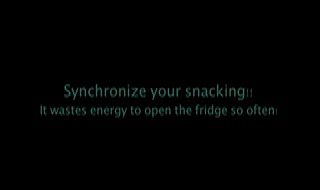 Synchronize your snacking!!
It wastes energy to open the fridge so often!